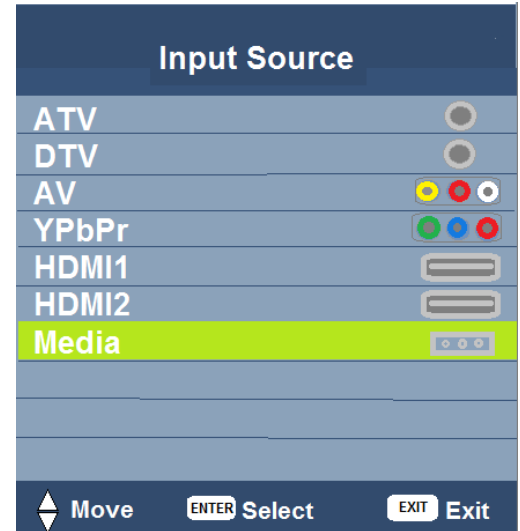 Input Source
ATV
DTV
AV
YPbPr
HDMI1
HDMI2
Media
Move ENTER Select EXIT Exit